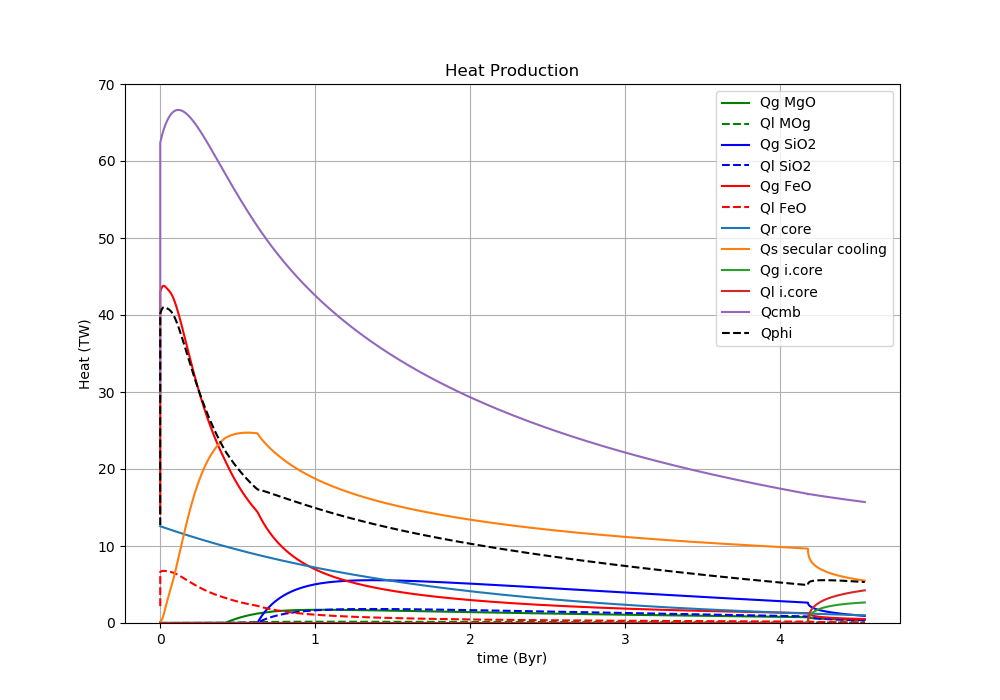 Heat Production
70
60
50
40
30
20
10
0
Heat (TW)
0 1 2 3 4
time (Byr)
Qg MgO
Ql MOg
Qg SiO2
Ql SiO2
Qg FeO
Ql FeO
Qr core
Qs secular cooling
Qg i.core
Ql i.core
Qcmb
Qphi